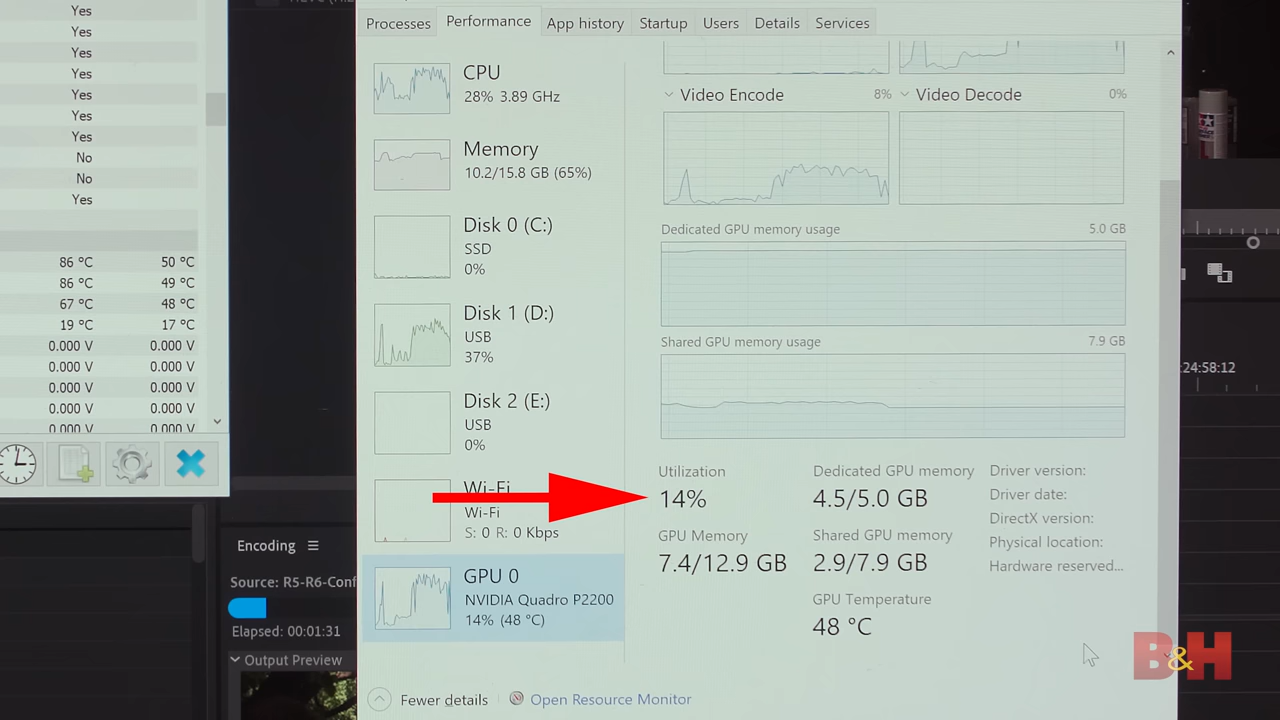 Yes
Yes
Yes
Yes
Yes
Yes
Yes
No
No
Yes
86 °C 50 °C
86 °C 49 °C
67 °C 48 °C
19 °C 17 °C
0.000 V 0.000 V
0.000 V 0.000 V
0.000 V 0.000 V
0.000 V 0.000 V
0.000 V 0.000 V
Encoding
Source: R5-R6-Conf
Elapsed: 00:01:31
Output Preview
Processes Performance App history Startup Users Details Services
CPU
28% 3.89 GHz
Memory
10.2/15.8 GB (65%)
Disk 0 (C:)
SSD
0%
Disk 1 (D:)
USB
37%
Disk 2 (E:)
USB
0%
Wi-Fi
Wi-Fi
S: 0 R: 0 Kbps
GPU 0
NVIDIA Quadro P2200
14% (48 °C)
Video Encode 8% Video Decode 0%
Dedicated GPU memory usage 5.0 GB
Shared GPU memory usage 7.9 GB
Utilization
14%
Dedicated GPU memory
4.5/5.0 GB
GPU Memory
7.4/12.9 GB
Shared GPU memory
2.9/7.9 GB
GPU Temperature
48 °C
Driver version:
Driver date:
DirectX version:
Physical location:
Hardware reserved...
Fewer details Open Resource Monitor
:24:58:12
B&H